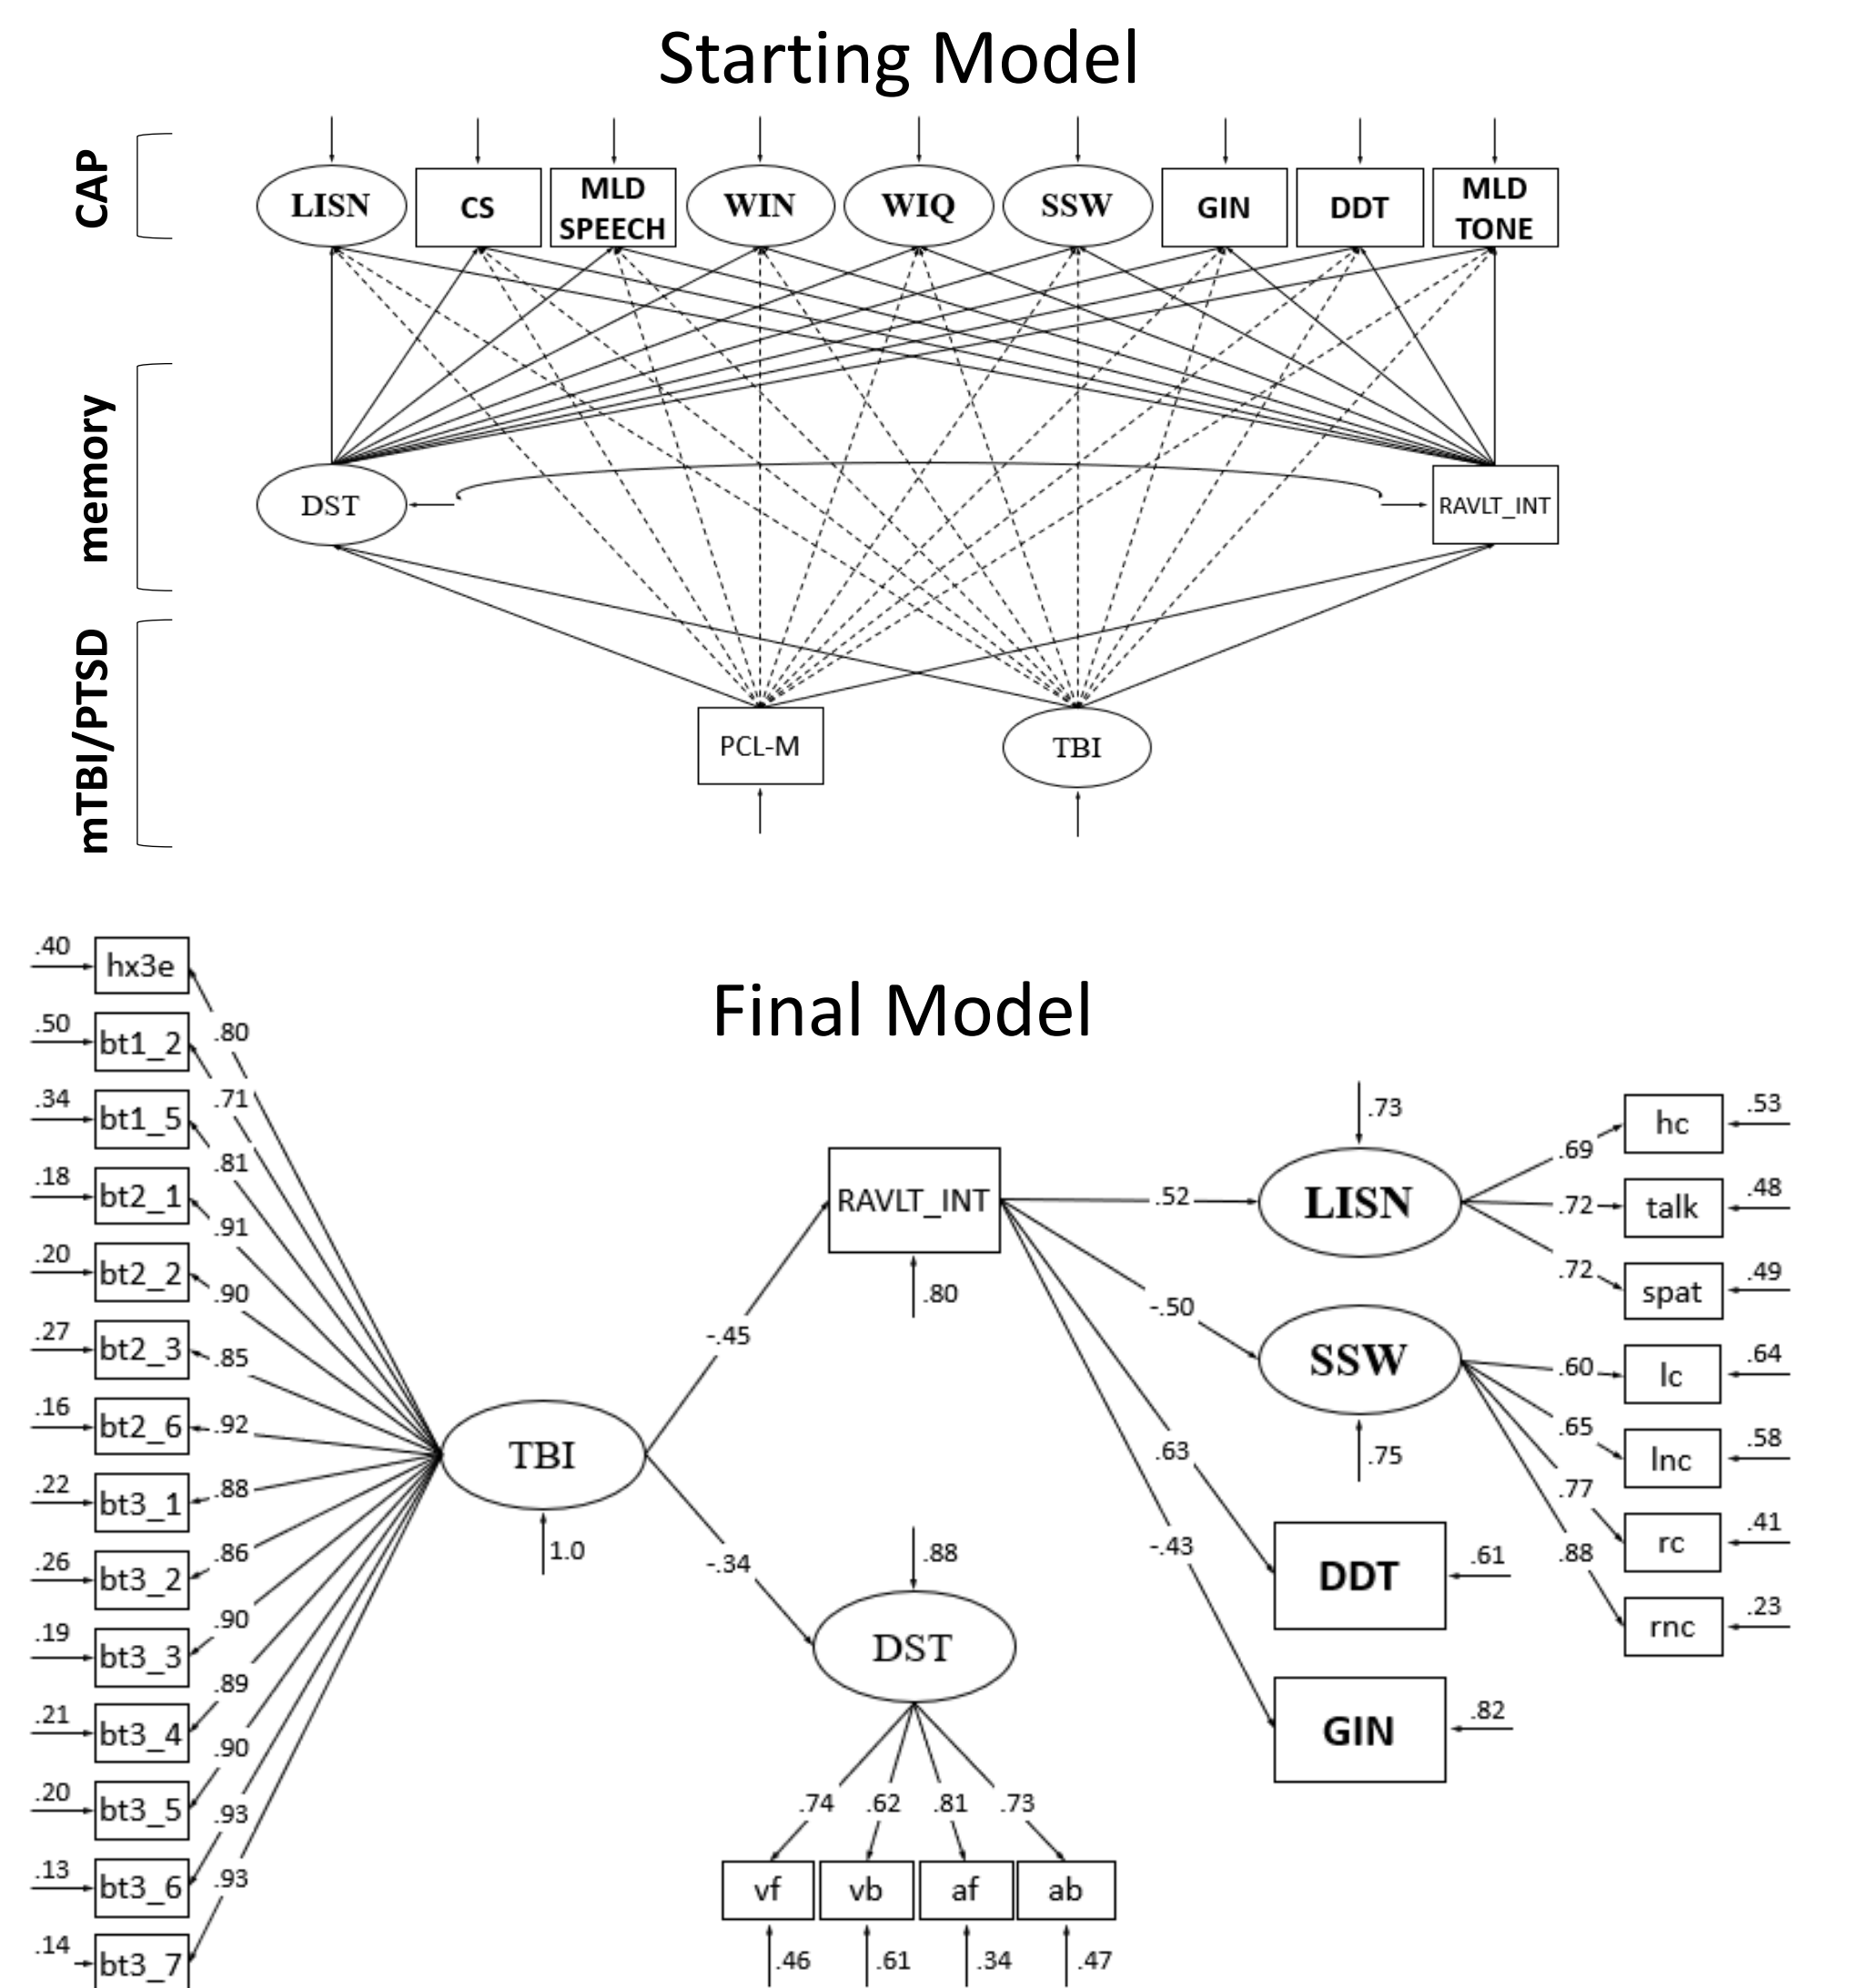 Starting Model
CAP
LISN
CS
MLD
SPEECH
WIN
WIQ
SSW
GIN
DDT
MLD
TONE
memory
DST
RAVLT_INT
mTBI/PTSD
PCL-M
TBI
Final Model
.40
hx3e
.80
.50
bt1_2
.71
.34
bt1_5
.81
.18
bt2_1
.91
.20
bt2_2
.90
.27
bt2_3
.85
.16
bt2_6
.92
.22
bt3_1
.88
.26
bt3_2
.86
.19
bt3_3
.90
.21
bt3_4
.89
.20
bt3_5
.90
.13
bt3_6
.93
.14
bt3_7
.93
TBI
1.0
-.45
-.34
RAVLT_INT
.80
.88
DST
.74
.62
.81
.73
vf
vb
af
ab
.46
.61
.34
.47
.52
-.50
.63
-.43
.73
LISN
SSW
.75
DDT
.61
GIN
.82
.69
hc
.53
.72
talk
.48
.72
spat
.49
.60
lc
.64
.65
lnc
.58
.77
rc
.41
.88
rnc
.23